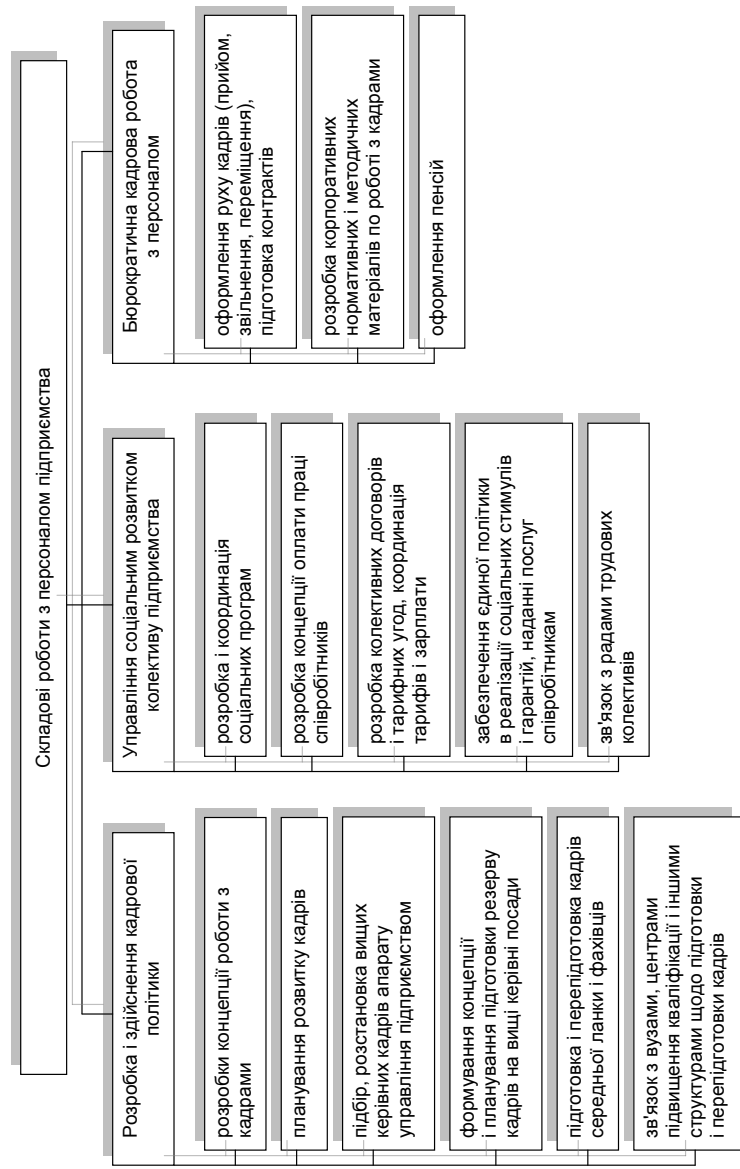 Складові роботи з персоналом підприємства
Розробка і здійснення кадрової
політики
розробки концепції роботи з
кадрами
планування розвитку кадрів
підбір, розстановка вищих
керівних кадрів апарату
управління підприємством
формування концепції
і планування підготовки резерву
кадрів на вищі керівні посади
підготовка і перепідготовка кадрів
середньої ланки і фахівців
зв'язок з вузами, центрами
підвищення кваліфікації і іншими
структурами щодо підготовки
і перепідготовки кадрів
Управління соціальним розвитком
колективу підприємства
розробка і координація
соціальних програм
розробка концепції оплати праці
співробітників
розробка колективних договорів
і тарифних угод, координація
тарифів і зарплати
забезпечення єдиної політики
в реалізації соціальних стимулів
і гарантій, наданні послуг
співробітникам
зв'язок з радами трудових
колективів
Бюрократична кадрова робота
з персоналом
оформлення руху кадрів (прийом,
звільнення, переміщення),
підготовка контрактів
розробка корпоративних
нормативних і методичних
матеріалів по роботі з кадрами
оформлення пенсій